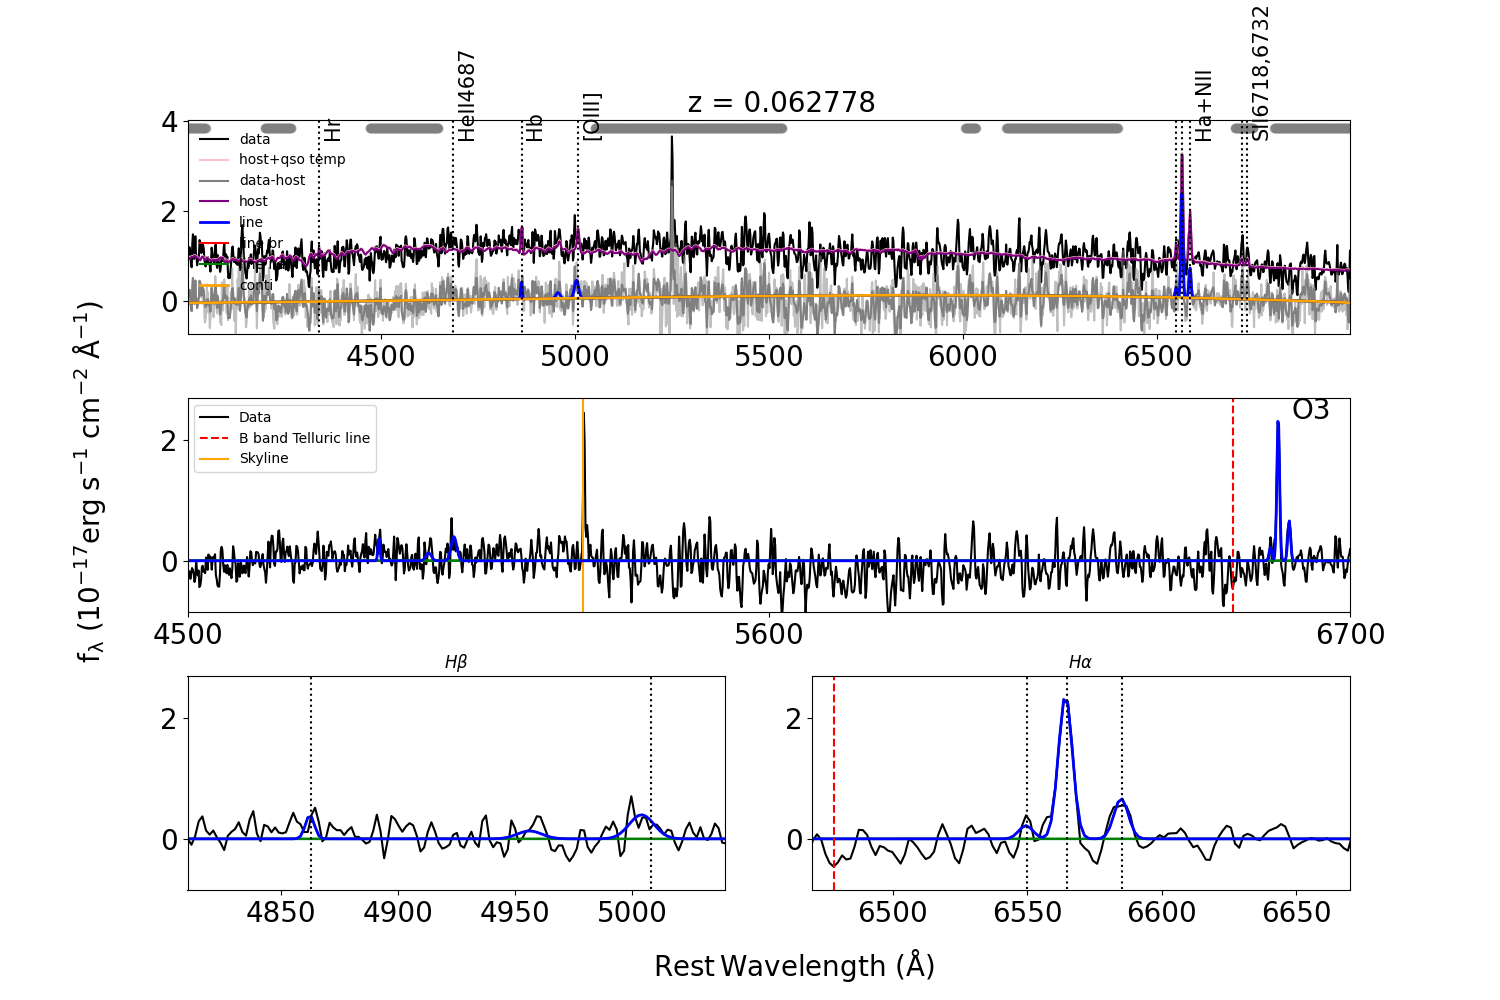 z = 0.062778
Hr
HeII4687
Hb
[OIII]
Ha+NII
SII6718,6732
4
2
0
data
host+qso temp
data-host
host
line
conti
4500
5000
5500
6000
6500
fλ (10−17erg s−1 cm−2 Å−1)
2
0
Data
B band Telluric line
Skyline
O3
4500
5600
6700
Hβ
2
0
4850
4900
4950
5000
Hα
2
0
6500
6550
6600
6650
Rest Wavelength (Å)